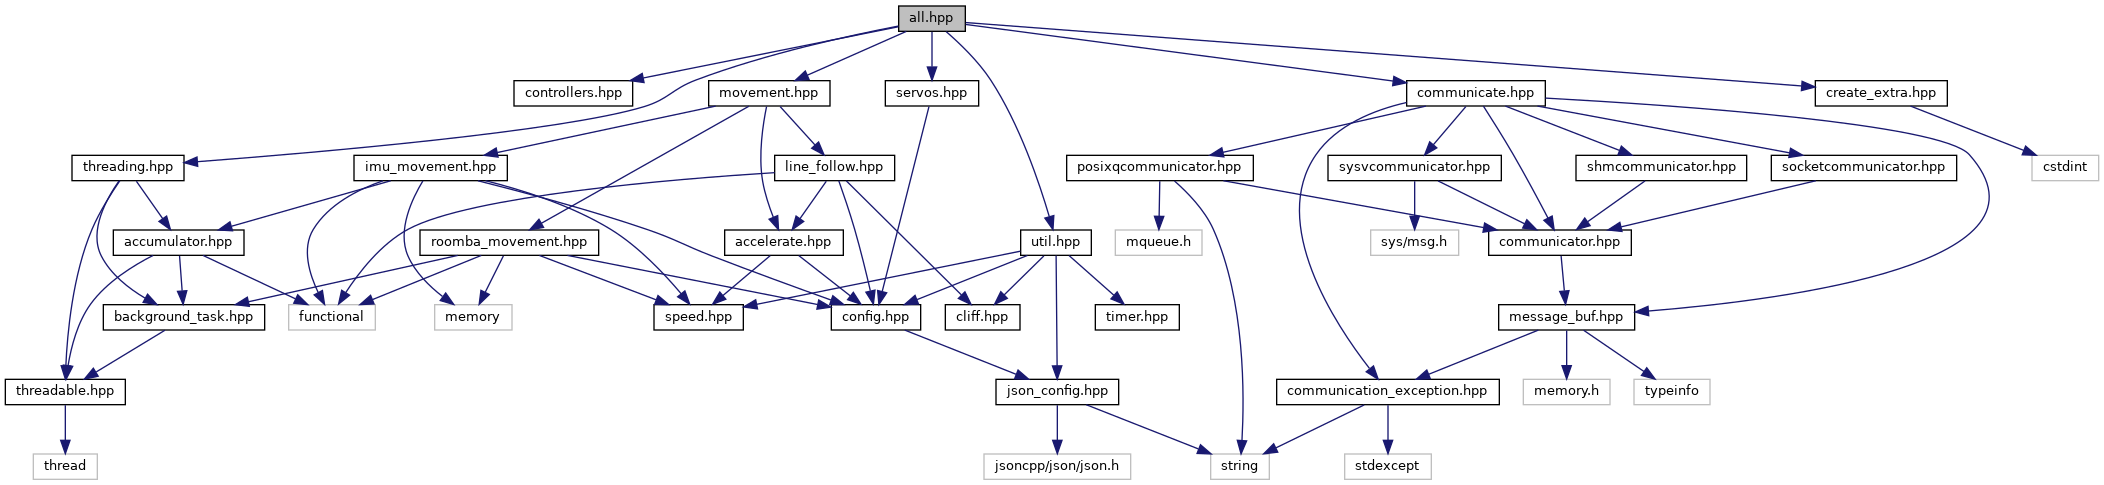 all.hpp
controllers.hpp
movement.hpp
servos.hpp
communicate.hpp
create_extra.hpp
threading.hpp
imu_movement.hpp
line_follow.hpp
posixqcommunicator.hpp
sysvcommunicator.hpp
shmcommunicator.hpp
socketcommunicator.hpp
cstdint
accumulator.hpp
roomba_movement.hpp
accelerate.hpp
util.hpp
mqueue.h
sys/msg.h
communicator.hpp
background_task.hpp
functional
memory
speed.hpp
config.hpp
cliff.hpp
timer.hpp
message_buf.hpp
threadable.hpp
json_config.hpp
communication_exception.hpp
memory.h
typeinfo
thread
jsoncpp/json/json.h
string
stdexcept